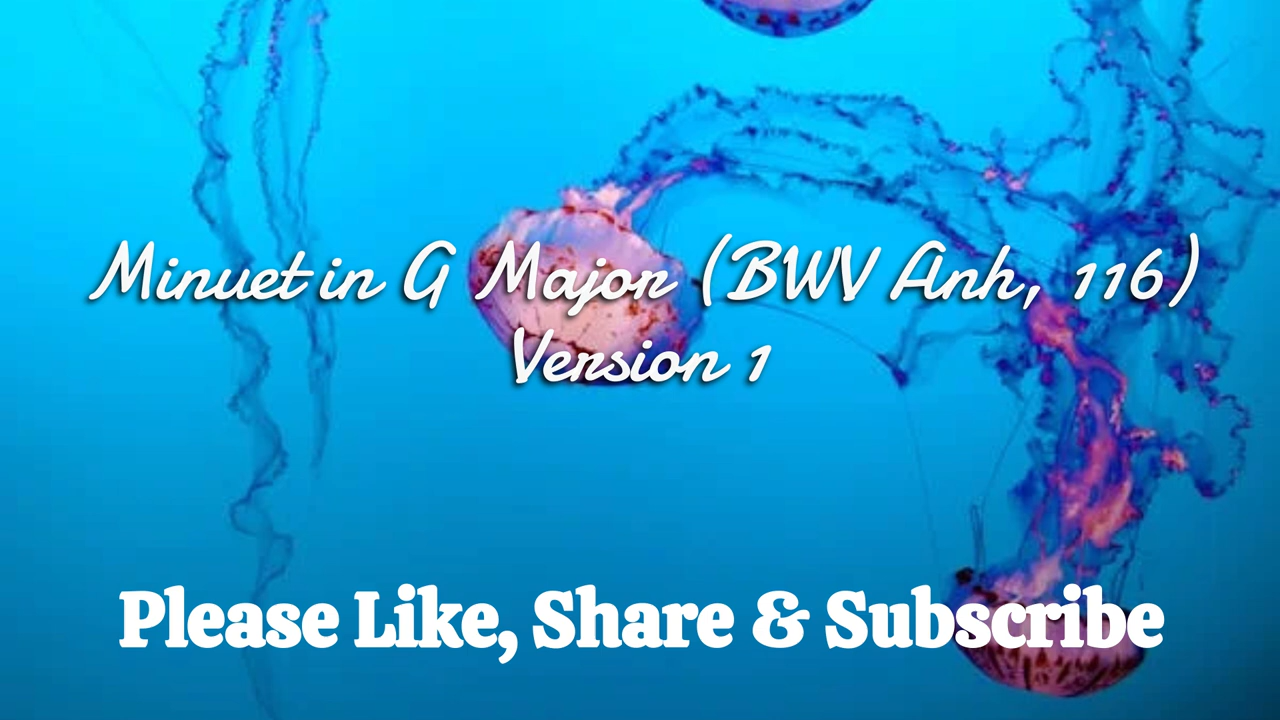 Minuet in G Major (BWV Anh, 116)
Version 1
Please Like, Share & Subscribe